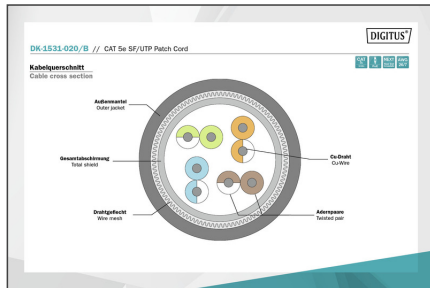 DIGITUS®
DK-1531-020/B // CAT 5e SF/UTP Patch Cord
Kabelquerschnitt
Cable cross section
Außenmantel
Outer jacket
Gesamtabschirmung
Total shield
Cu-Draht
Cu-Wire
Drahtgeflecht
Wire mesh
Adernpaare
Twisted pair